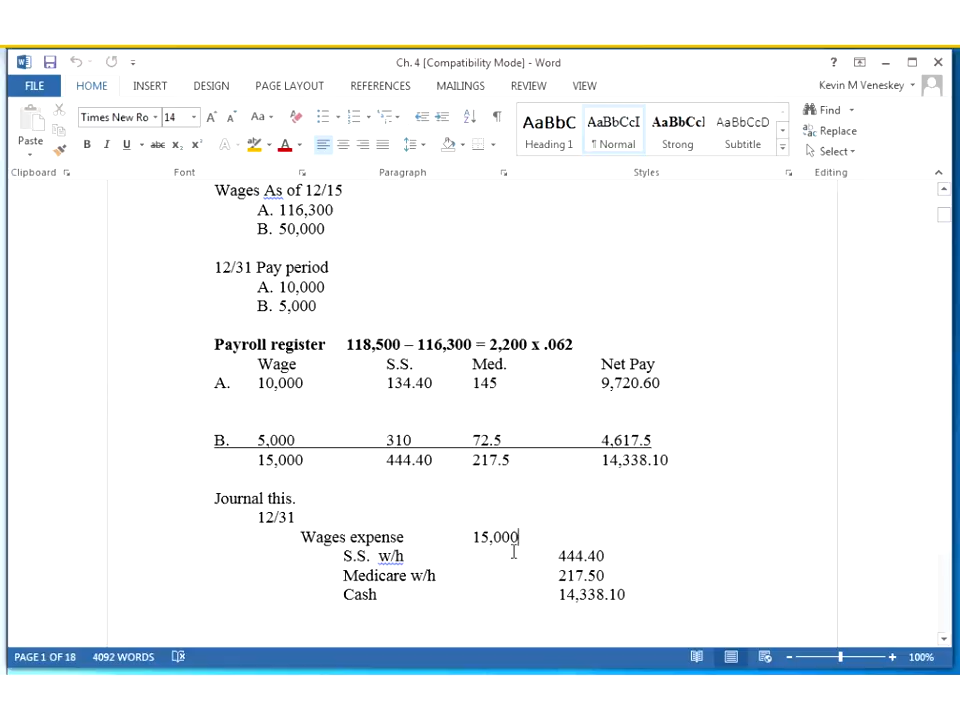 Ch. 4 [Compatibility Mode] - Word
?
FILE HOME INSERT DESIGN PAGE LAYOUT REFERENCES MAILINGS REVIEW VIEW Kevin M Veneskey
Paste
Times New Ro 14
Aa
B I U abc x₂ x²
AaBbC AaBbCcI AaBbCcl AaBbCcD
Heading 1 ¶ Normal Strong Subtitle
Find
Replace
Select
Clipboard Font Paragraph Styles Editing
Wages As of 12/15
A. 116,300
B. 50,000
12/31 Pay period
A. 10,000
B. 5,000
Payroll register 118,500 – 116,300 = 2,200 x .062
Wage S.S. Med. Net Pay
A. 10,000 134.40 145 9,720.60
B. 5,000 310 72.5 4,617.5
15,000 444.40 217.5 14,338.10
Journal this.
12/31
Wages expense 15,000
S.S. w/h 444.40
Medicare w/h 217.50
Cash 14,338.10
PAGE 1 OF 18 4092 WORDS 100%